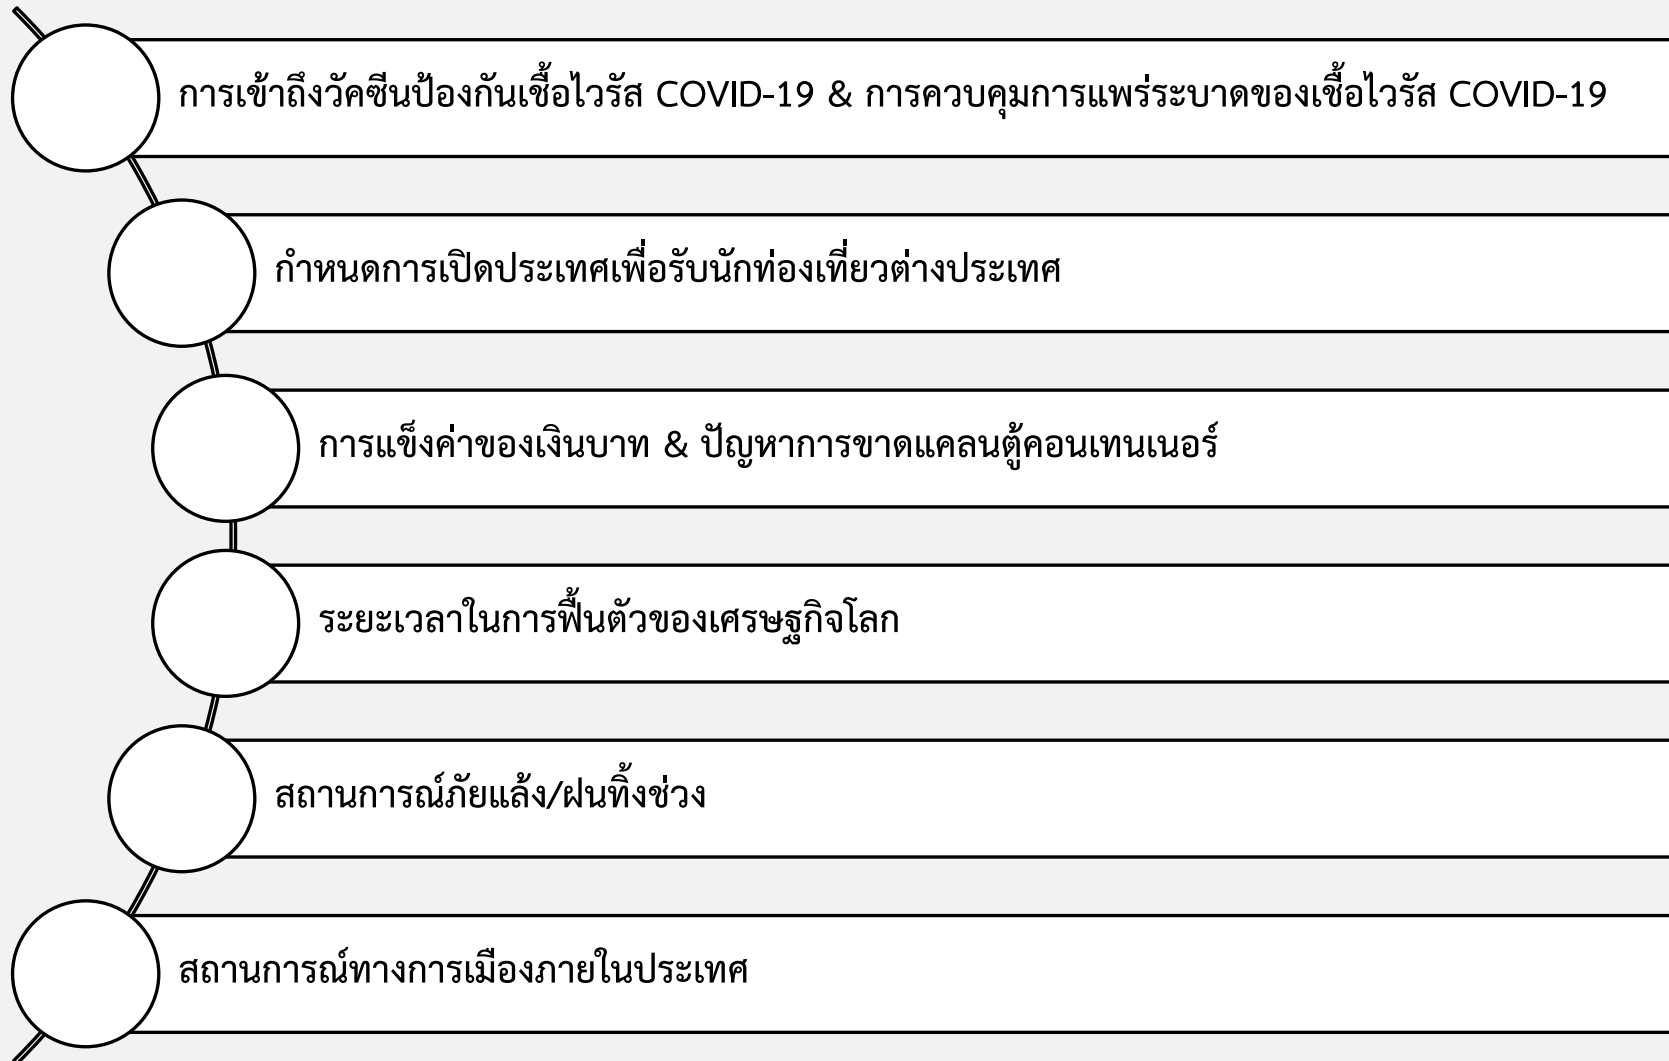 การเข้าถึงวัคซีนป้องกันเชื้อไวรัส COVID-19 & การควบคุมการแพร่ระบาดของเชื้อไวรัส COVID-19
กำหนดการเปิดประเทศเพื่อรับนักท่องเที่ยวต่างประเทศ
การแข็งค่าของเงินบาท & ปัญหาการขาดแคลนตู้คอนเทนเนอร์
ระยะเวลาในการฟื้นตัวของเศรษฐกิจโลก
สถานการณ์ภัยแล้ง/ฝนทิ้งช่วง
สถานการณ์ทางการเมืองภายในประเทศ